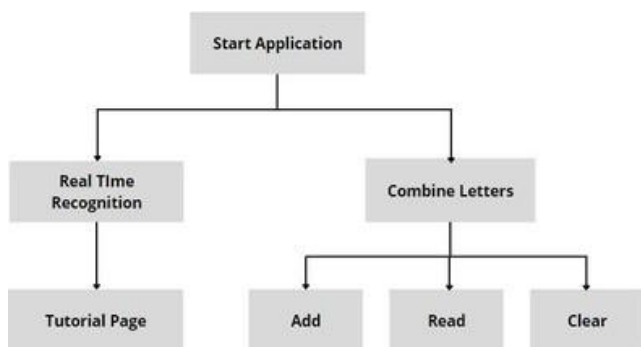 Start Application
Real TIme
Recognition
Combine Letters
Tutorial Page
Add
Read
Clear